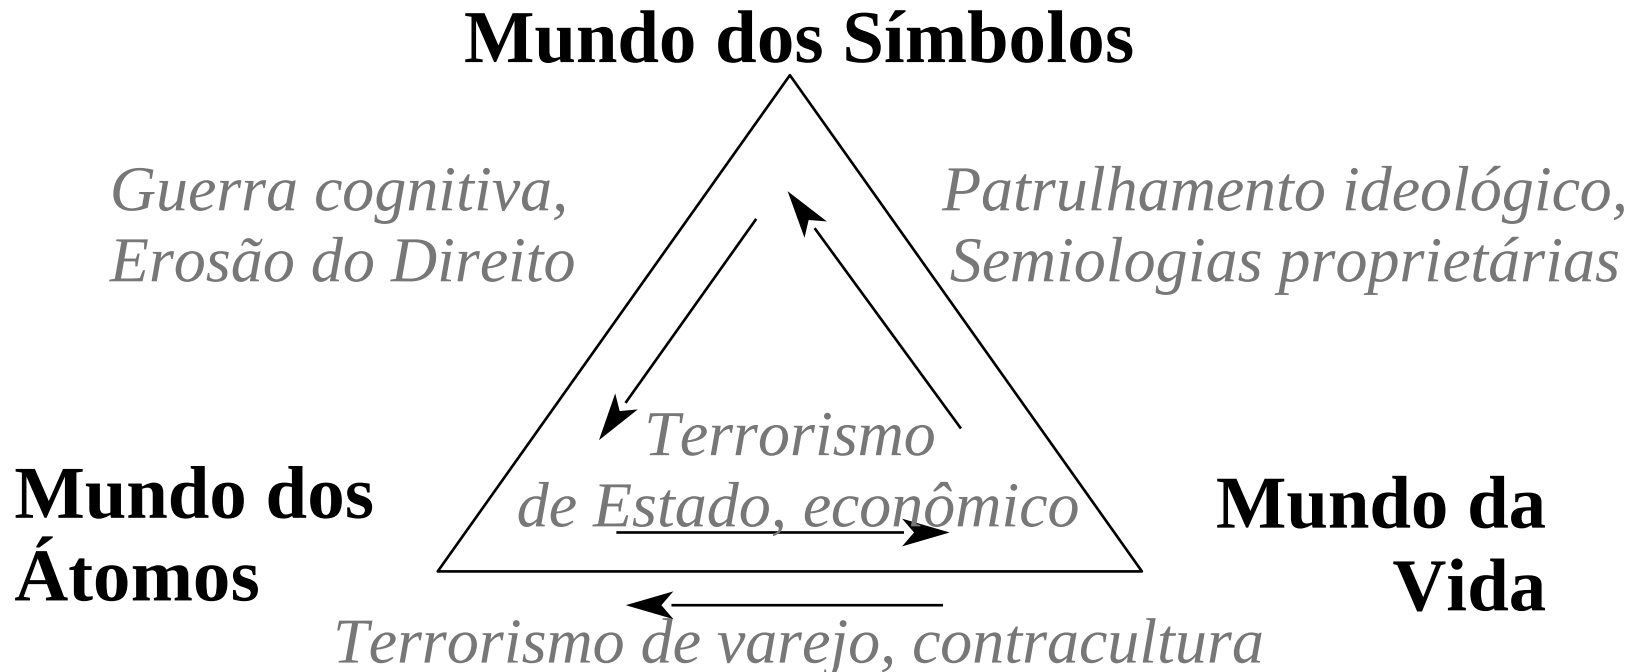 Mundo dos Símbolos
Guerra cognitiva,
Erosão do Direito
Patrulhamento ideológico,
Semiologias proprietárias
Terrorismo
de Estado, econômico
Mundo dos
Átomos
Mundo da
Vida
Terrorismo de varejo, contracultura